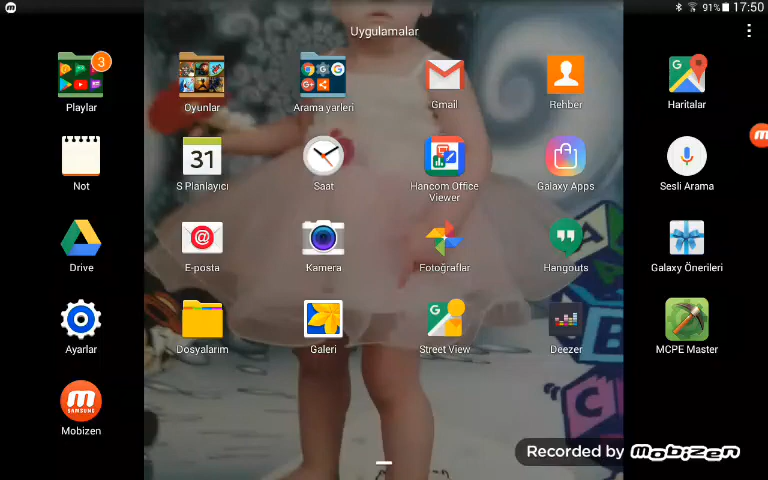 91% 17:50
Uygulamalar
3
Playlar
Oyunlar
Arama yarleri
Gmail
Rehber
Haritalar
Not
31
S Planlayıcı
Saat
Hancom Office
Viewer
Galaxy Apps
Sesli Arama
Drive
E-posta
Kamera
Fotoğraflar
Hangouts
Galaxy Önerileri
Ayarlar
Dosyalarım
Galeri
Street View
Deezer
MCPE Master
SAMSUNG
Mobizen
Recorded by mobizen